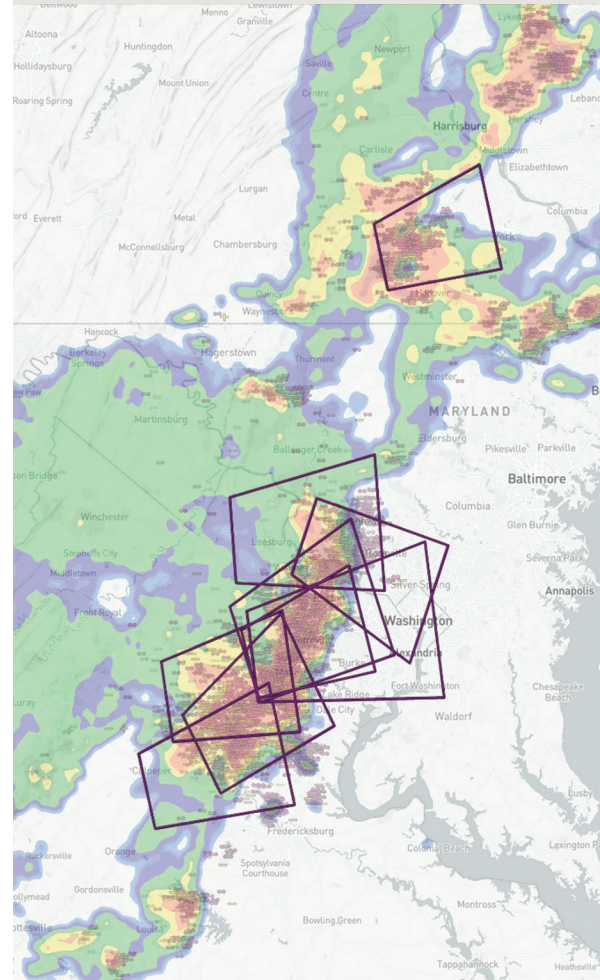 Lewistown
Menno
Altoona
Granville
Lykens
Huntingdon
Newport
Hollidaysburg
Saville
Mount Union
Centre
Roaring Spring
Harrisburg
Hershey
Carlisle
Middletown
Elizabethtown
Lurgan
Columbia
Everett
Metal
York
McConnellsburg
Chambersburg
Quincy
Hanover
Waynesboro
Hancock
Hagerstown
Berkeley
Springs
Thurmont
Westminster
MARYLAND
Martinsburg
Eldersburg
Ballenger Creek
Pikesville
Parkville
Baltimore
Columbia
Winchester
Glen Burnie
Leesburg
Stephens City
Severna Park
Middletown
Silver Spring
Annapolis
Front Royal
Washington
Alexandria
Burke
Fort Washington
Chesapeake
Beach
Luray
Lake Ridge
Dale City
Waldorf
Culpeper
Lusby
Fredericksburg
Orange
Colonial Beach
Lexington P
Ruckersville
Spotsylvania
Courthouse
Gordonsville
Montross
Bowling Green
Louisa
Tappahannock
Heathsville